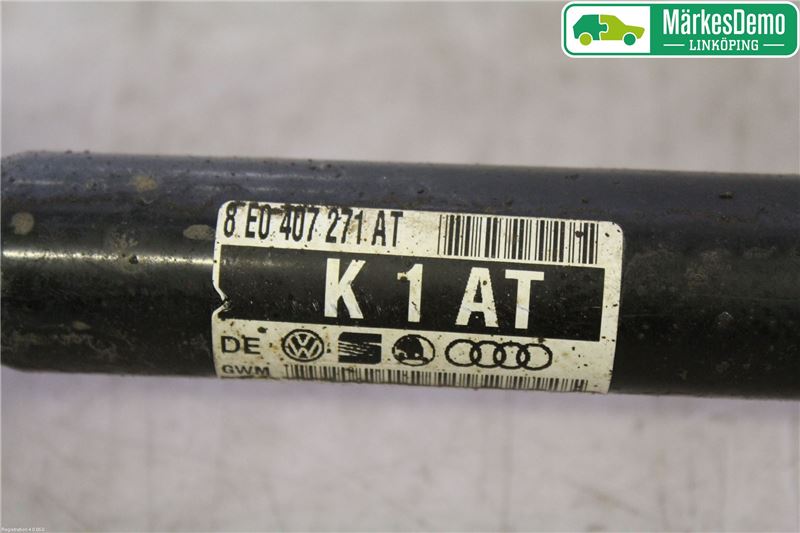 MärkesDemo
LINKÖPING
8 E0 407 271 AT
K 1 AT
DE
GWM